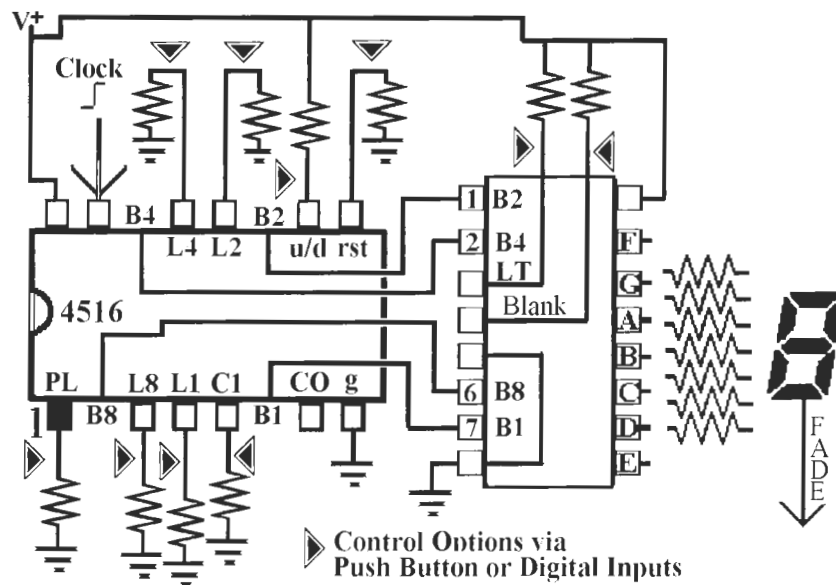 V+
Clock
B4 B2
L4 L2 u/d rst
4516
PL L8 L1 C1 CO g
1 B8 B1
1 B2
2 B4
LT
Blank
6 B8
7 B1
F
G
A
B
C
D
E
FADE
Control Options via
Push Button or Digital Inputs